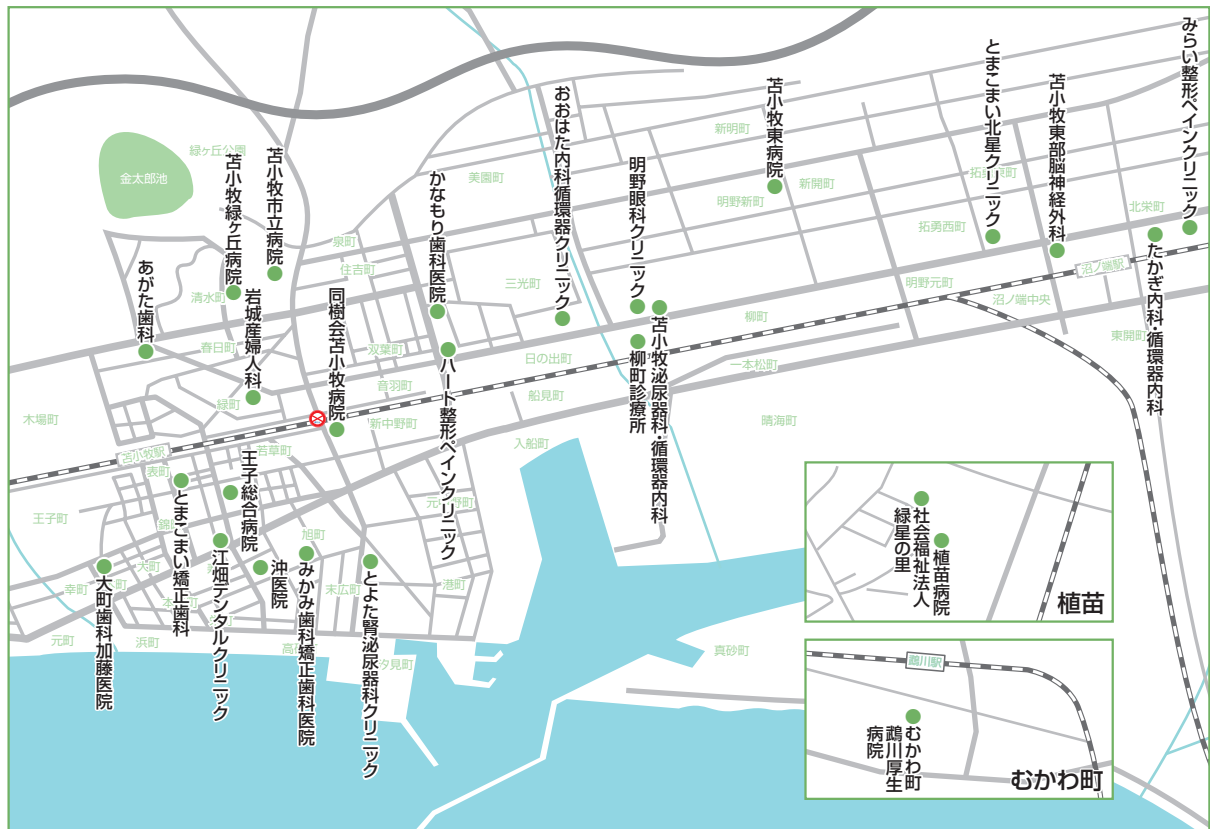 みらい整形ペインクリニック
とまこまい北星クリニック
苫小牧東部脳神経外科
苫小牧東病院
おおはた内科循環器クリニック
明野眼科クリニック
かなもり歯科医院
苫小牧市立病院
苫小牧緑ヶ丘病院
あがた歯科
岩城産婦人科
同樹会苫小牧病院
ハート整形ペインクリニック
苫小牧泌尿器科・循環器内科
柳町診療所
たかぎ内科・循環器内科
王子総合病院
とまこまい矯正歯科
江畑デンタルクリニック
沖医院
みかみ歯科矯正歯科医院
とよた腎泌尿器科クリニック
大町歯科加藤医院
緑ヶ丘公園
金太郎池
新明町
美園町
新開町
明野新町
北栄町
拓勇西町
泉町
住吉町
三光町
清水町
明野元町
沼ノ端駅
沼ノ端中央
柳町
東開町
春日町
双葉町
日の出町
一本松町
音羽町
船見町
緑町
木場町
新中野町
入船町
晴海町
苫小牧駅
若草町
表町
王子町
旭町
大町
幸町
末広町
港町
元町
浜町
汐見町
真砂町
社会福祉法人
緑星の里
植苗病院
植苗
鵡川駅
むかわ町
鵡川厚生
病院
むかわ町